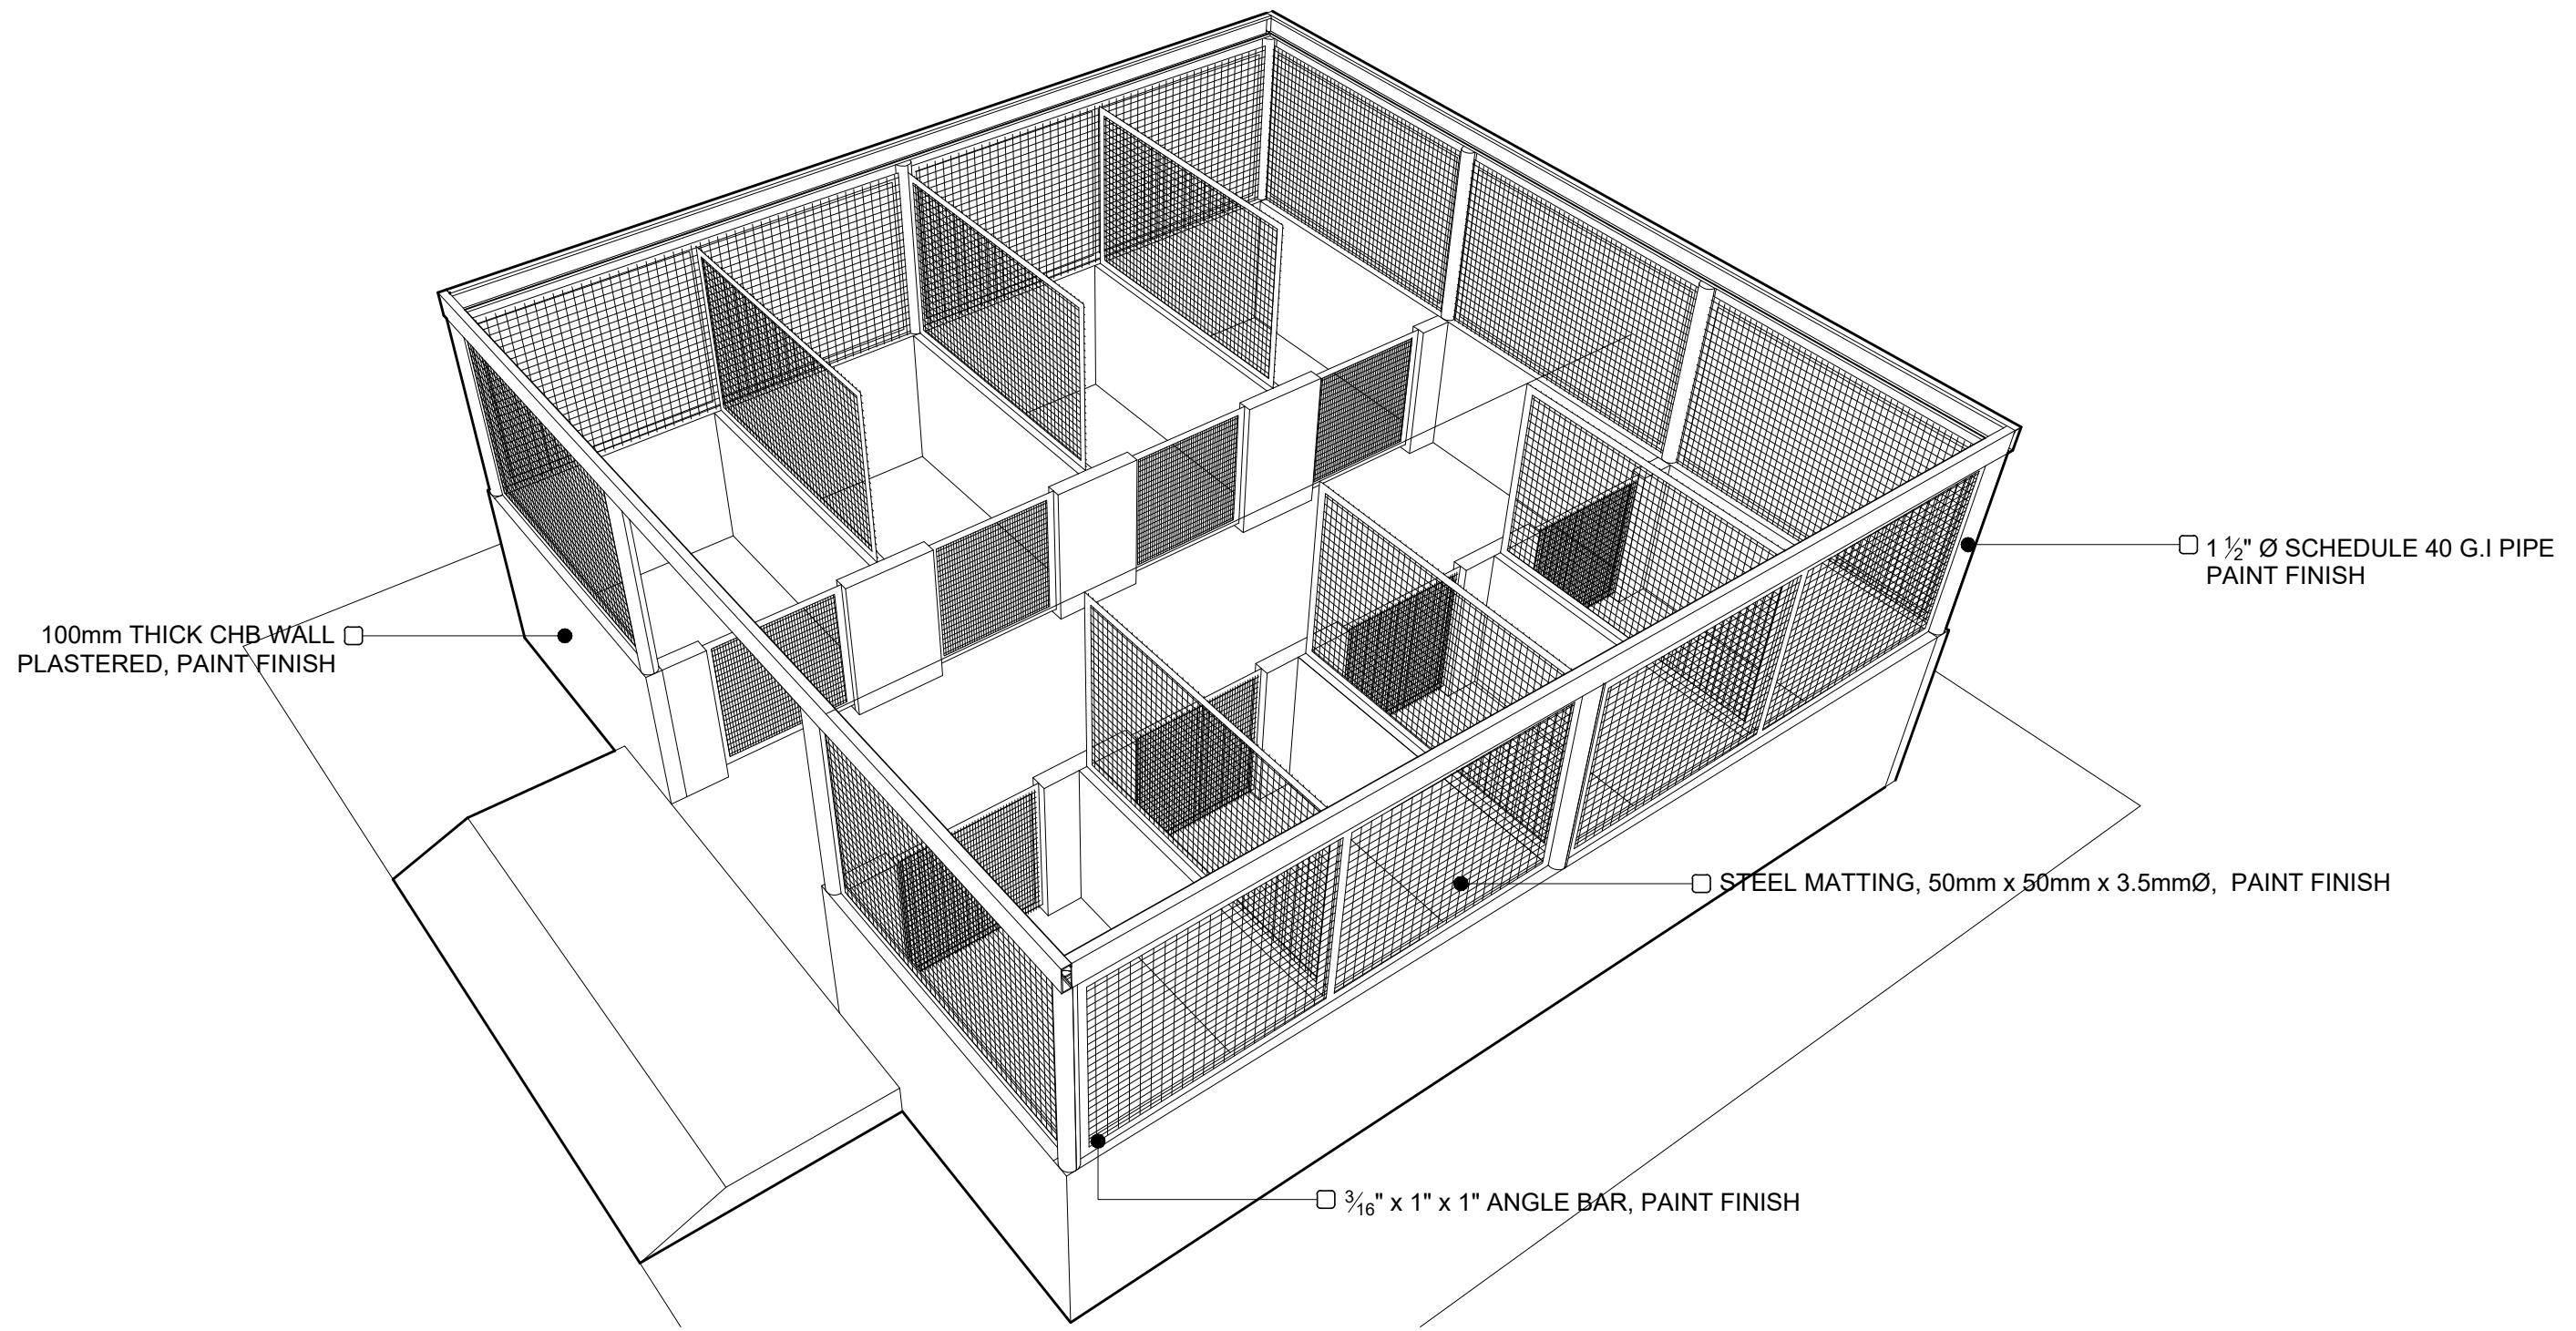 1 1⁄2" Ø SCHEDULE 40 G.I PIPE
PAINT FINISH
100mm THICK CHB WALL
PLASTERED, PAINT FINISH
STEEL MATTING, 50mm x 50mm x 3.5mmØ, PAINT FINISH
3⁄16" x 1" x 1" ANGLE BAR, PAINT FINISH